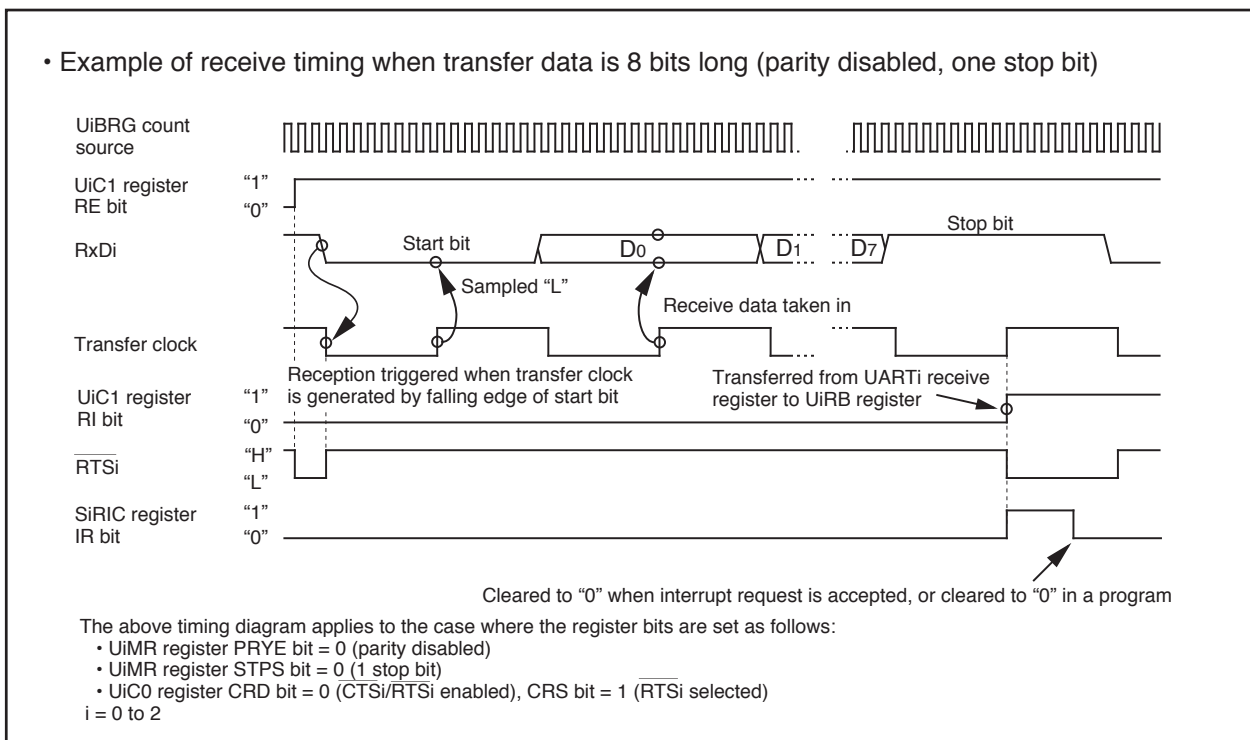 • Example of receive timing when transfer data is 8 bits long (parity disabled, one stop bit)
UiBRG count
source
UiC1 register
RE bit
“1”
“0”
RxDi
Start bit
D0
D1
D7
Stop bit
Sampled “L”
Receive data taken in
Transfer clock
Reception triggered when transfer clock
is generated by falling edge of start bit
Transferred from UARTi receive
register to UiRB register
UiC1 register
RI bit
“1”
“0”
RTSi
“H”
“L”
SiRIC register
IR bit
“1”
“0”
Cleared to “0” when interrupt request is accepted, or cleared to “0” in a program
The above timing diagram applies to the case where the register bits are set as follows:
• UiMR register PRYE bit = 0 (parity disabled)
• UiMR register STPS bit = 0 (1 stop bit)
• UiC0 register CRD bit = 0 (CTSi/RTSi enabled), CRS bit = 1 (RTSi selected)
i = 0 to 2